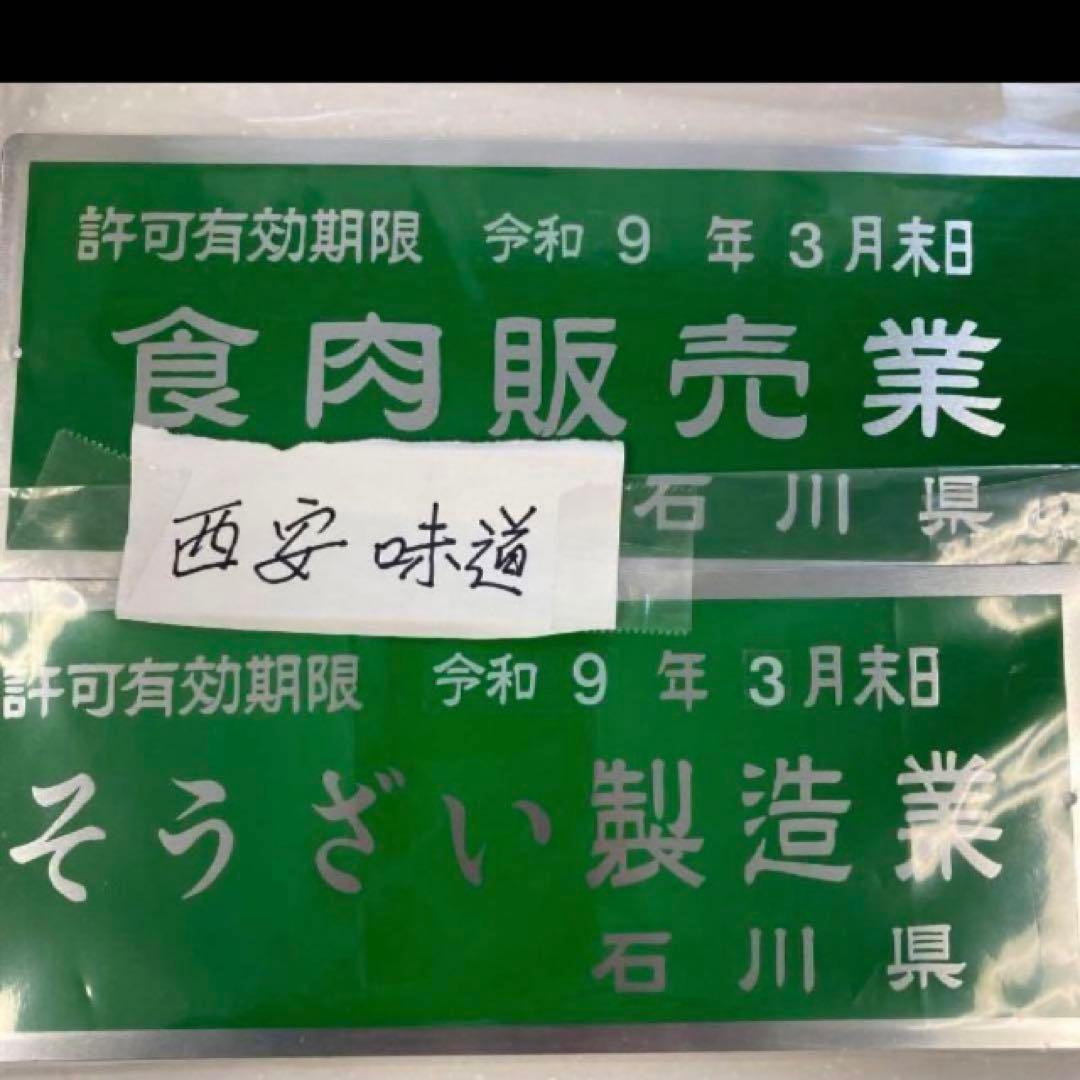 許可有効期限 令和9年3月末日
食肉販売業
石川県
西安味道
許可有効期限 令和9年3月末日
そうざい製造業
石川県